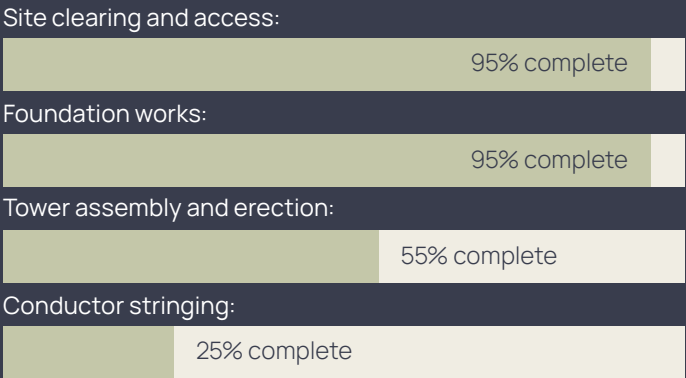 Site clearing and access:
95% complete
Foundation works:
95% complete
Tower assembly and erection:
55% complete
Conductor stringing:
25% complete